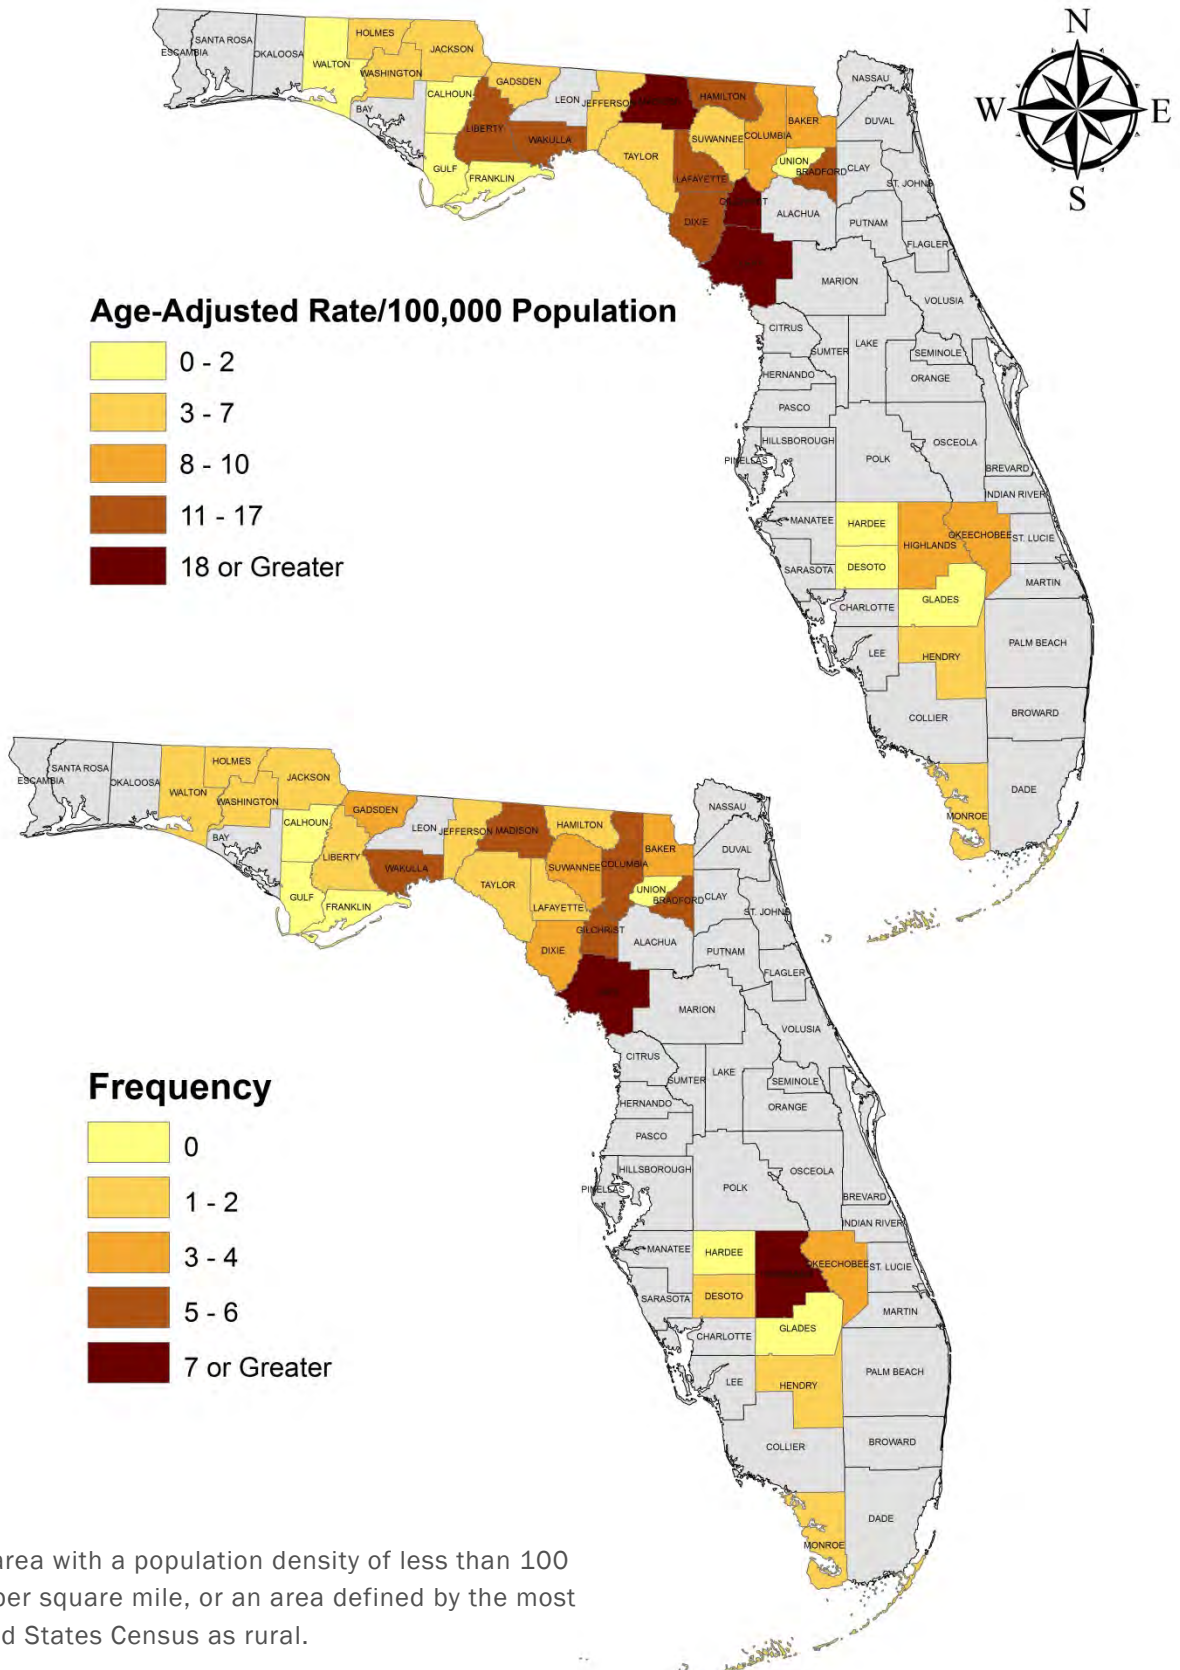 N
W
E
S
ESCAMBIA
SANTA ROSA
OKALOOSA
WALTON
HOLMES
WASHINGTON
JACKSON
BAY
CALHOUN
GULF
LIBERTY
GADSDEN
FRANKLIN
LEON
WAKULLA
JEFFERSON
TAYLOR
HAMILTON
SUWANNEE
LAFAYETTE
DIXIE
COLUMBIA
BAKER
UNION
BRADFORD
NASSAU
DUVAL
CLAY
ST. JOHNS
ALACHUA
PUTNAM
FLAGLER
MARION
VOLUSIA
CITRUS
SUMTER
LAKE
SEMINOLE
HERNANDO
ORANGE
PASCO
HILLSBOROUGH
PINELLAS
POLK
OSCEOLA
BREVARD
INDIAN RIVER
MANATEE
HARDEE
HIGHLANDS
OKEECHOBEE
ST. LUCIE
SARASOTA
DESOTO
MARTIN
CHARLOTTE
GLADES
LEE
HENDRY
PALM BEACH
COLLIER
BROWARD
DADE
MONROE
Age-Adjusted Rate/100,000 Population
0 - 2
3 - 7
8 - 10
11 - 17
18 or Greater
ESCAMBIA
SANTA ROSA
OKALOOSA
WALTON
HOLMES
WASHINGTON
JACKSON
BAY
CALHOUN
GULF
LIBERTY
GADSDEN
FRANKLIN
LEON
WAKULLA
JEFFERSON
MADISON
TAYLOR
HAMILTON
SUWANNEE
LAFAYETTE
DIXIE
COLUMBIA
GILCHRIST
BAKER
UNION
BRADFORD
NASSAU
DUVAL
CLAY
ST. JOHNS
ALACHUA
PUTNAM
FLAGLER
MARION
VOLUSIA
CITRUS
SUMTER
LAKE
SEMINOLE
HERNANDO
ORANGE
PASCO
HILLSBOROUGH
PINELLAS
POLK
OSCEOLA
BREVARD
INDIAN RIVER
MANATEE
HARDEE
OKEECHOBEE
ST. LUCIE
SARASOTA
DESOTO
MARTIN
CHARLOTTE
GLADES
LEE
HENDRY
PALM BEACH
COLLIER
BROWARD
DADE
MONROE
Frequency
0
1 - 2
3 - 4
5 - 6
7 or Greater
area with a population density of less than 100
per square mile, or an area defined by the most
d States Census as rural.